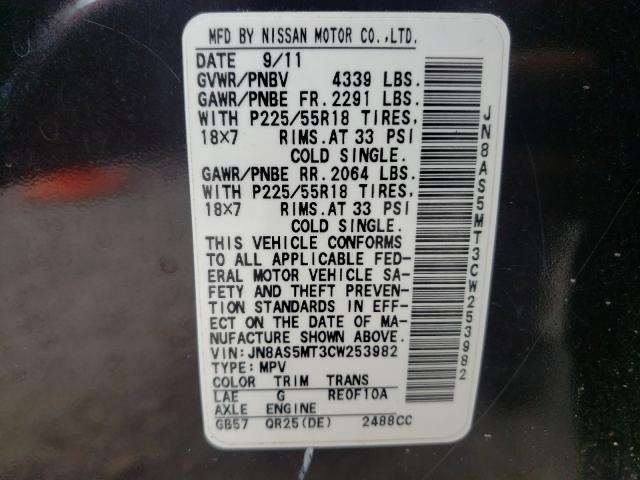 MFD BY NISSAN MOTOR CO.,LTD.
DATE 9/11
GVWR/PNBV 4339 LBS.
GAWR/PNBE FR.2291 LBS.
WITH P225/55R18 TIRES,
18X7 RIMS.AT 33 PSI
COLD SINGLE.
GAWR/PNBE RR.2064 LBS.
WITH P225/55R18 TIRES,
18X7 RIMS.AT 33 PSI
COLD SINGLE.
THIS VEHICLE CONFORMS
TO ALL APPLICABLE FED-
ERAL MOTOR VEHICLE SA-
FETY AND THEFT PREVEN-
TION STANDARDS IN EFF-
ECT ON THE DATE OF MA-
NUFACTURE SHOWN ABOVE.
VIN:JN8AS5MT3CW253982
TYPE:MPV
COLOR TRIM TRANS
LAE G RE0F10A
AXLE ENGINE
GB57 QR25(DE) 2488CC
JN8AS5MT3CW253982